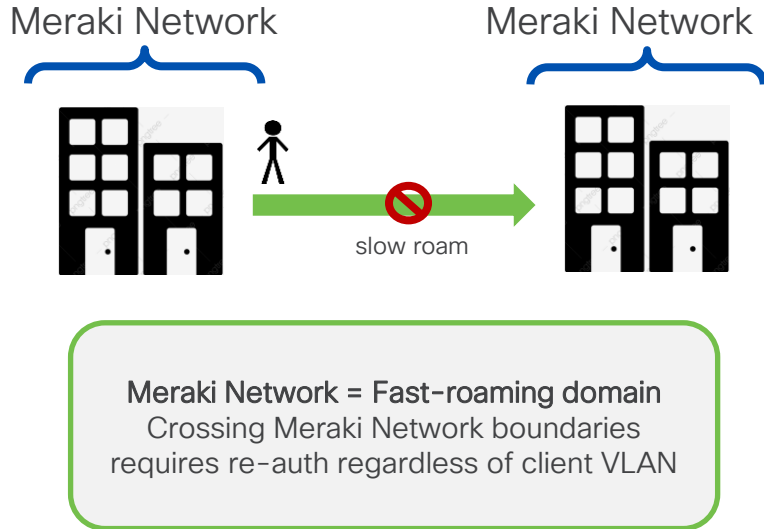 Meraki Network
Meraki Network
slow roam
Meraki Network = Fast-roaming domain
Crossing Meraki Network boundaries
requires re-auth regardless of client VLAN